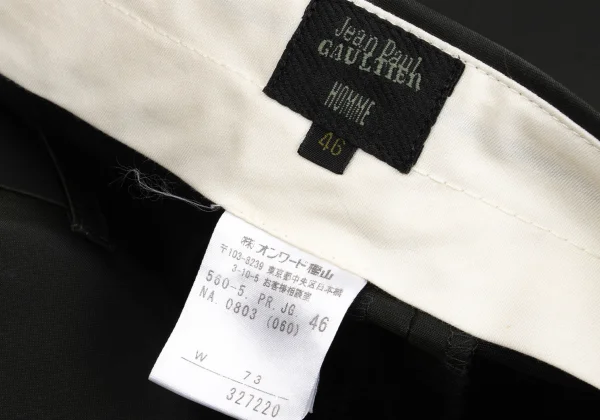 Jean Paul
GAULTIER
HOMME
46
㈱ オンワード樫山
〒103-8239 東京都中央区日本橋
3-10-5 お客様相談室
560-5. PR. JG. 46
NA. 0803 (060)
W 73
327220